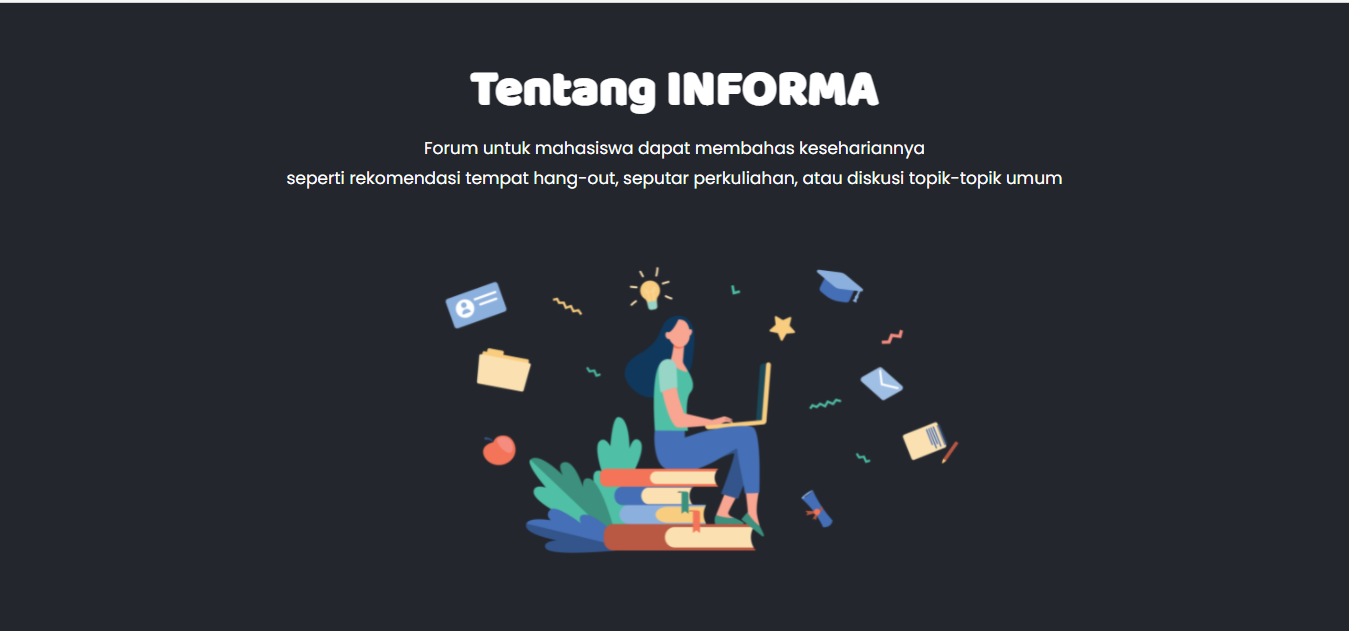 Tentang INFORMA
Forum untuk mahasiswa dapat membahas kesehariannya
seperti rekomendasi tempat hang-out, seputar perkuliahan, atau diskusi topik-topik umum